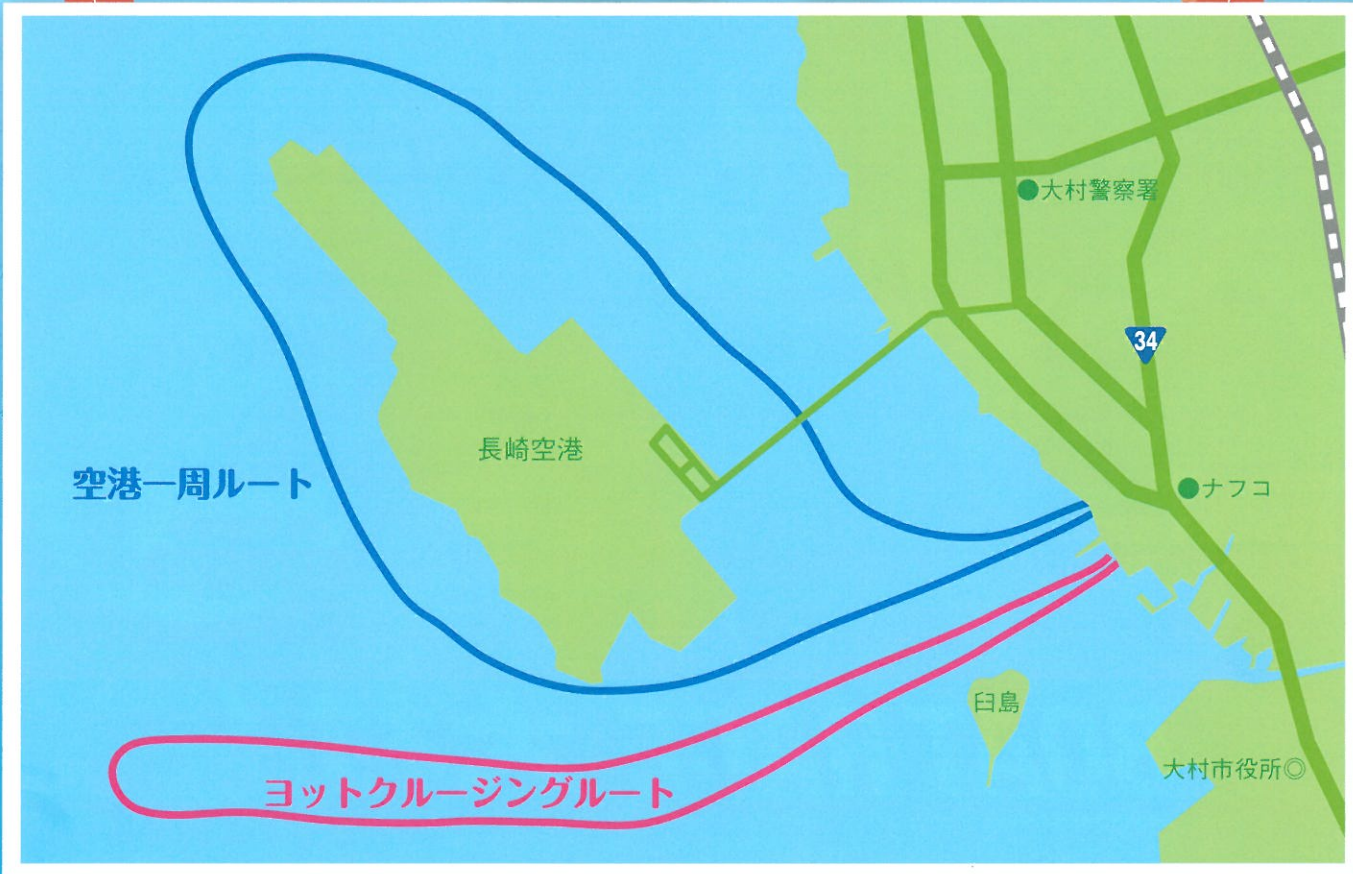 大村警察署
34
長崎空港
空港一周ルート
ナフコ
臼島
大村市役所◎
ヨットクルージングルート